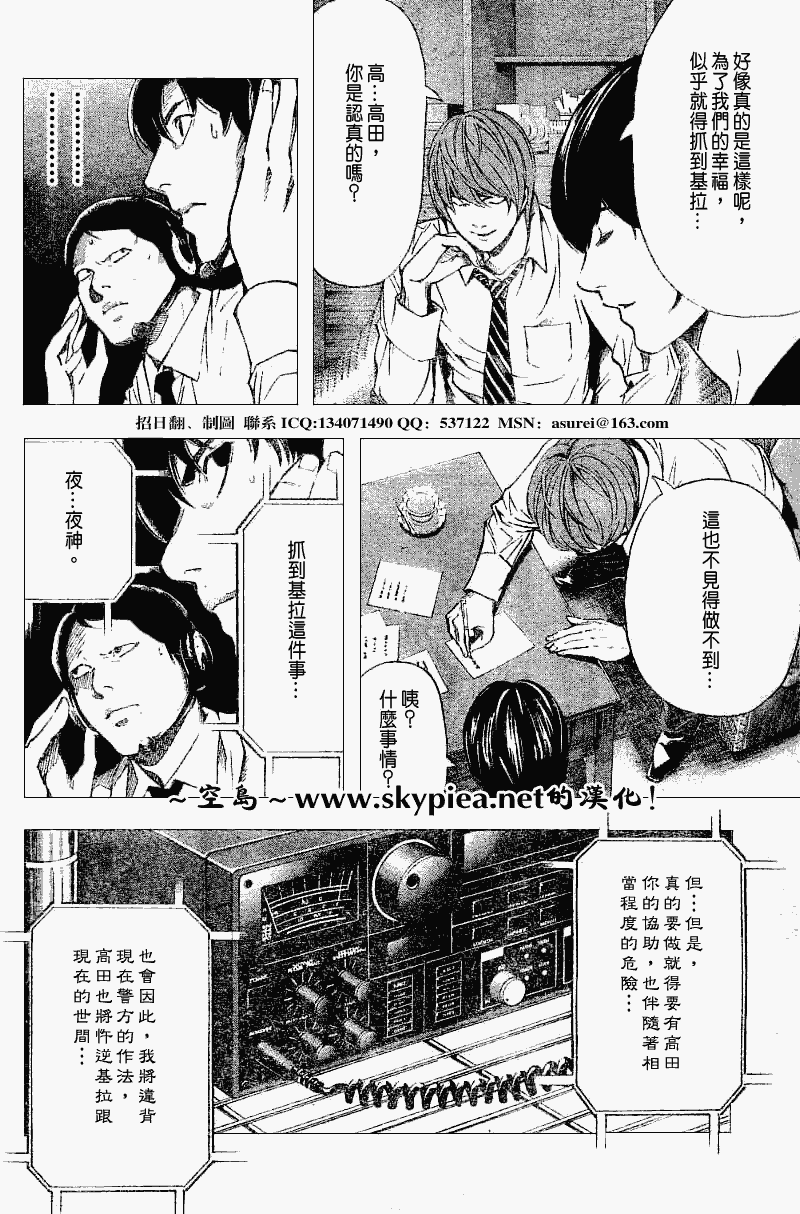 好像真的是這樣呢，
為了我們的幸福，
似乎就得抓到基拉…
高…高田，
你是認真的嗎？
………
………
招日翻、制圖 聯系 ICQ:134071490 QQ：537122 MSN：asurei@163.com
這也不見得做不到…
咦？
什麼事情？
抓到基拉這件事…
夜…夜神。
~空島~www.skypiea.net的漢化!
但…但是，
真的要做就得要有高田
你的協助，也伴隨著相
當程度的危險…
也會因此，我將違背
現在警方的作法，
高田也將忤逆基拉跟
現在的世間…